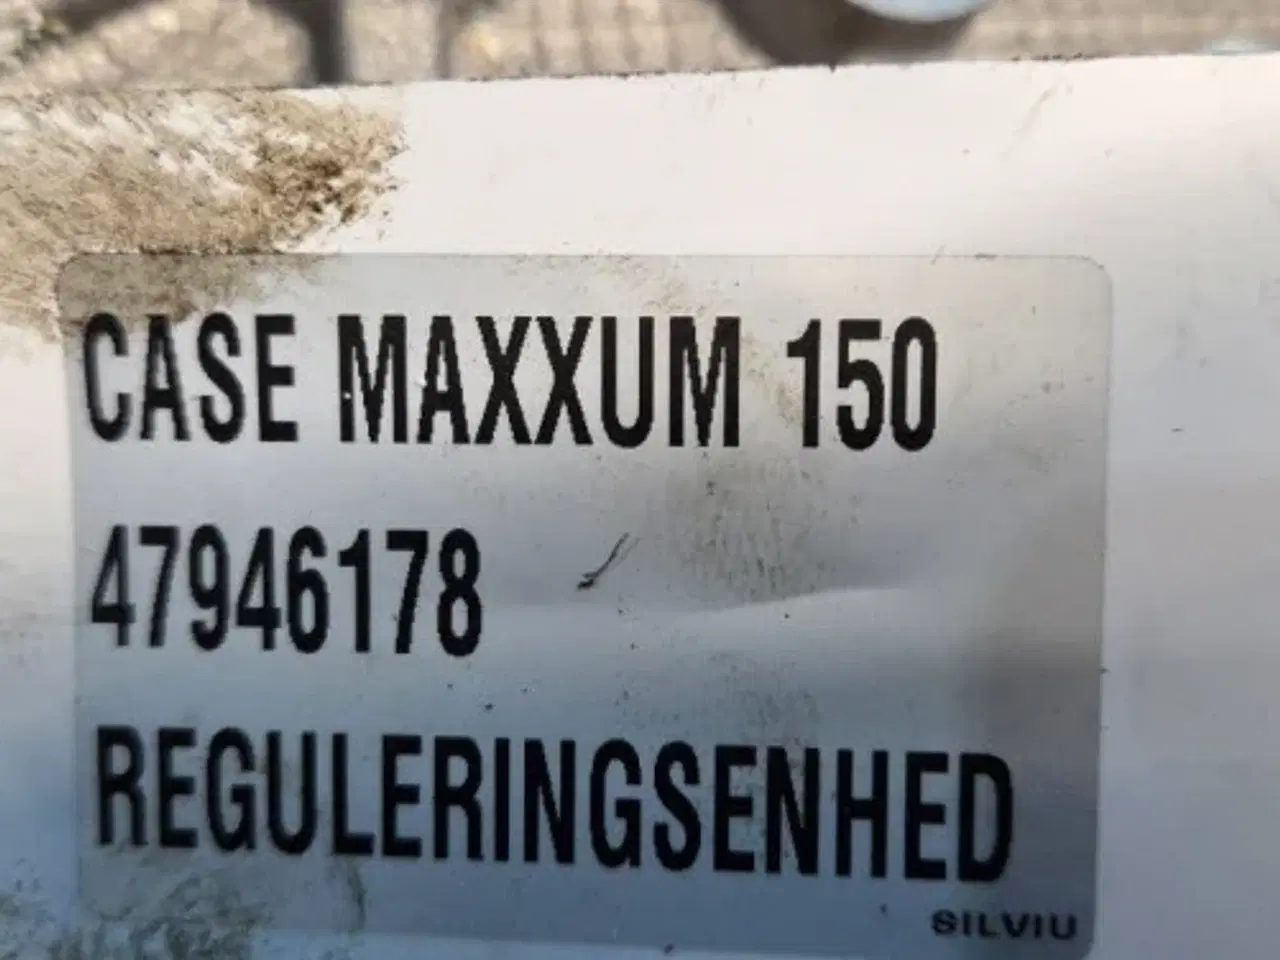 CASE MAXXUM 150
47946178
REGULERINGSENHED
SILVIU